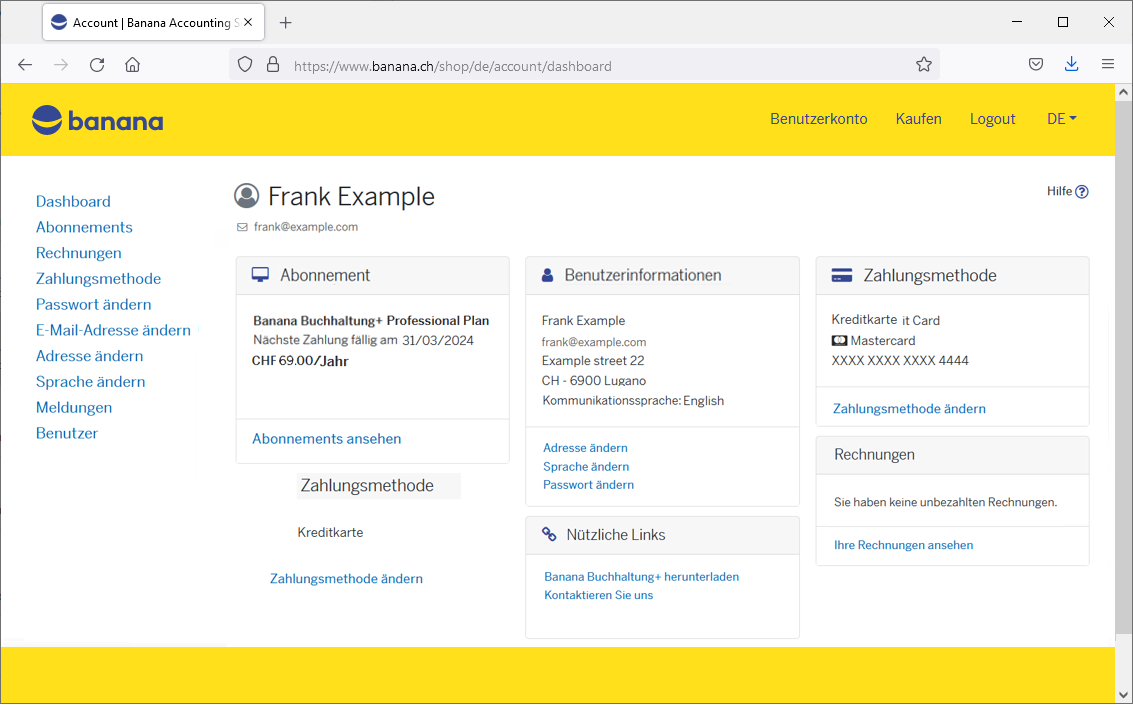 Account | Banana Accounting S
https://www.banana.ch/shop/de/account/dashboard
banana
Benutzerkonto
Kaufen
Logout
DE
Dashboard
Abonnements
Rechnungen
Zahlungsmethode
Passwort ändern
E-Mail-Adresse ändern
Adresse ändern
Sprache ändern
Meldungen
Benutzer
Frank Example
frank@example.com
Hilfe
Abonnement
Banana Buchhaltung+ Professional Plan
Nächste Zahlung fällig am 31/03/2024
CHF 69.00/Jahr
Abonnements ansehen
Zahlungsmethode
Kreditkarte
Zahlungsmethode ändern
Benutzerinformationen
Frank Example
frank@example.com
Example street 22
CH - 6900 Lugano
Kommunikationssprache: English
Adresse ändern
Sprache ändern
Passwort ändern
Nützliche Links
Banana Buchhaltung+ herunterladen
Kontaktieren Sie uns
Zahlungsmethode
Kreditkarte it Card
Mastercard
XXXX XXXX XXXX 4444
Zahlungsmethode ändern
Rechnungen
Sie haben keine unbezahlten Rechnungen.
Ihre Rechnungen ansehen